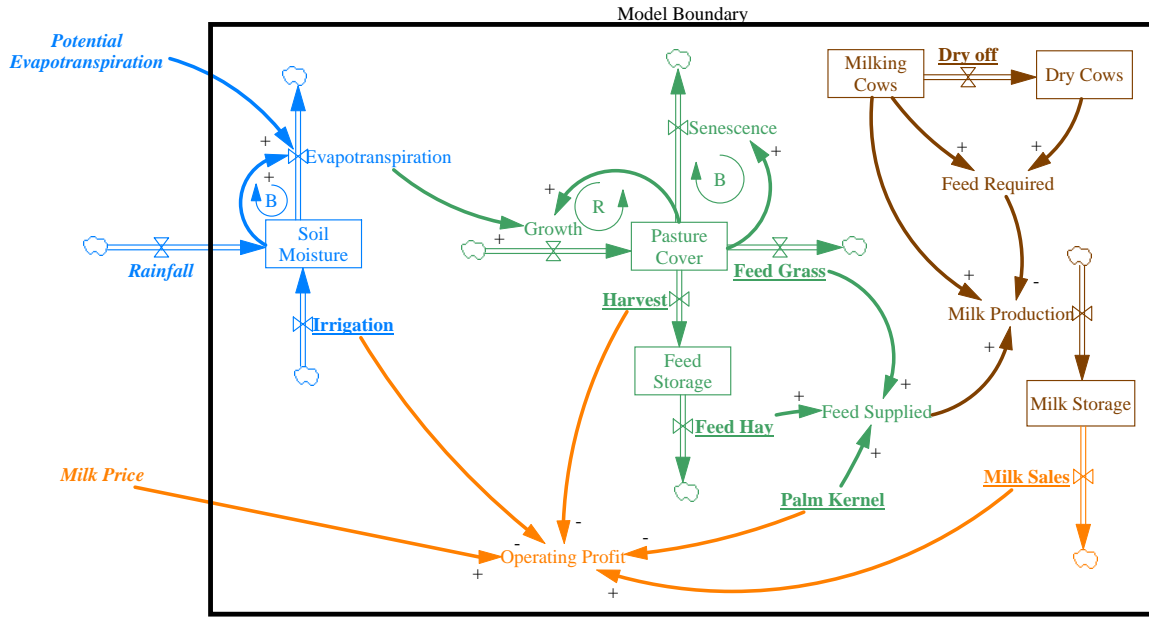 Model Boundary
Potential
Evapotranspiration
Milking
Cows
Dry off
Dry Cows
Senescence
+
+
Evapotranspiration
+
+
+
+
B
B
R
+
Feed Required
Growth
Soil
Moisture
Pasture
Cover
+
Rainfall
Feed Grass
+
-
Harvest
Milk Production
Irrigation
+
Feed
Storage
+
+
Feed Supplied
Milk Storage
Feed Hay
+
Milk Price
Milk Sales
Palm Kernel
-
-
-
Operating Profit
+
+